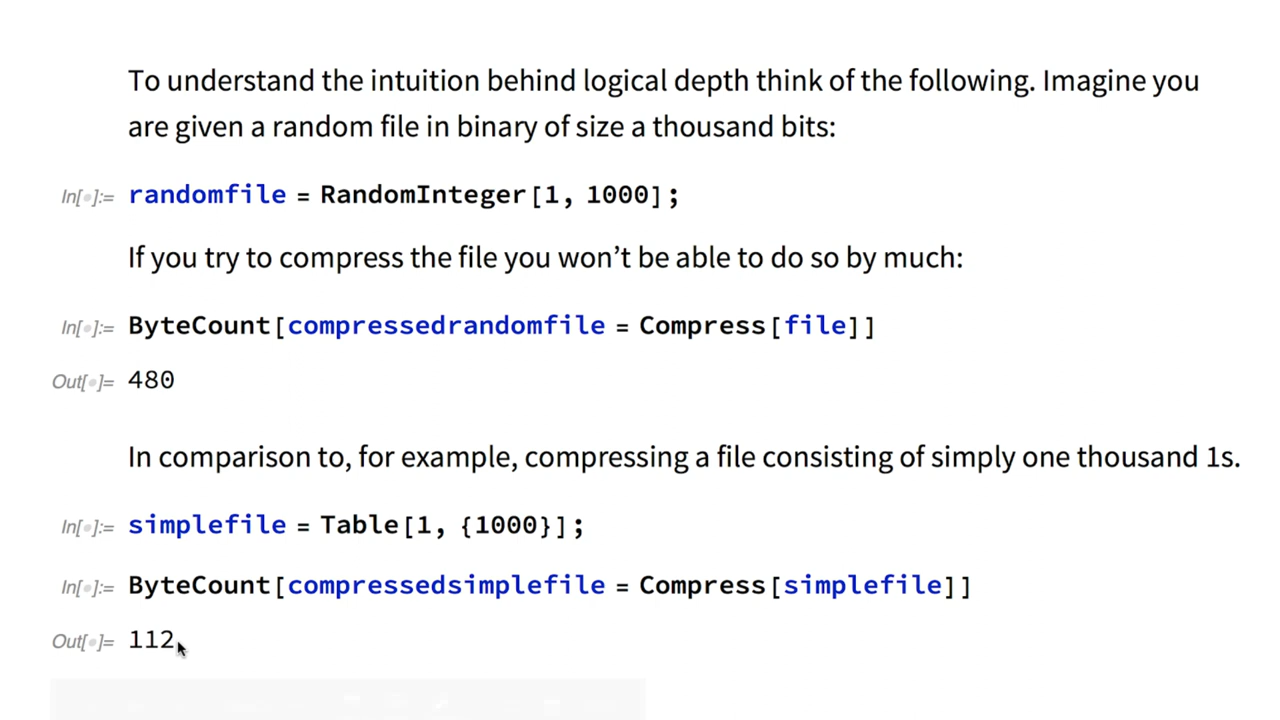 To understand the intuition behind logical depth think of the following. Imagine you
are given a random file in binary of size a thousand bits:
In[•]:= randomfile = RandomInteger[1, 1000];
If you try to compress the file you won’t be able to do so by much:
In[•]:= ByteCount[compressedrandomfile = Compress[file]]
Out[•]= 480
In comparison to, for example, compressing a file consisting of simply one thousand 1s.
In[•]:= simplefile = Table[1, {1000}];
In[•]:= ByteCount[compressedsimplefile = Compress[simplefile]]
Out[•]= 112